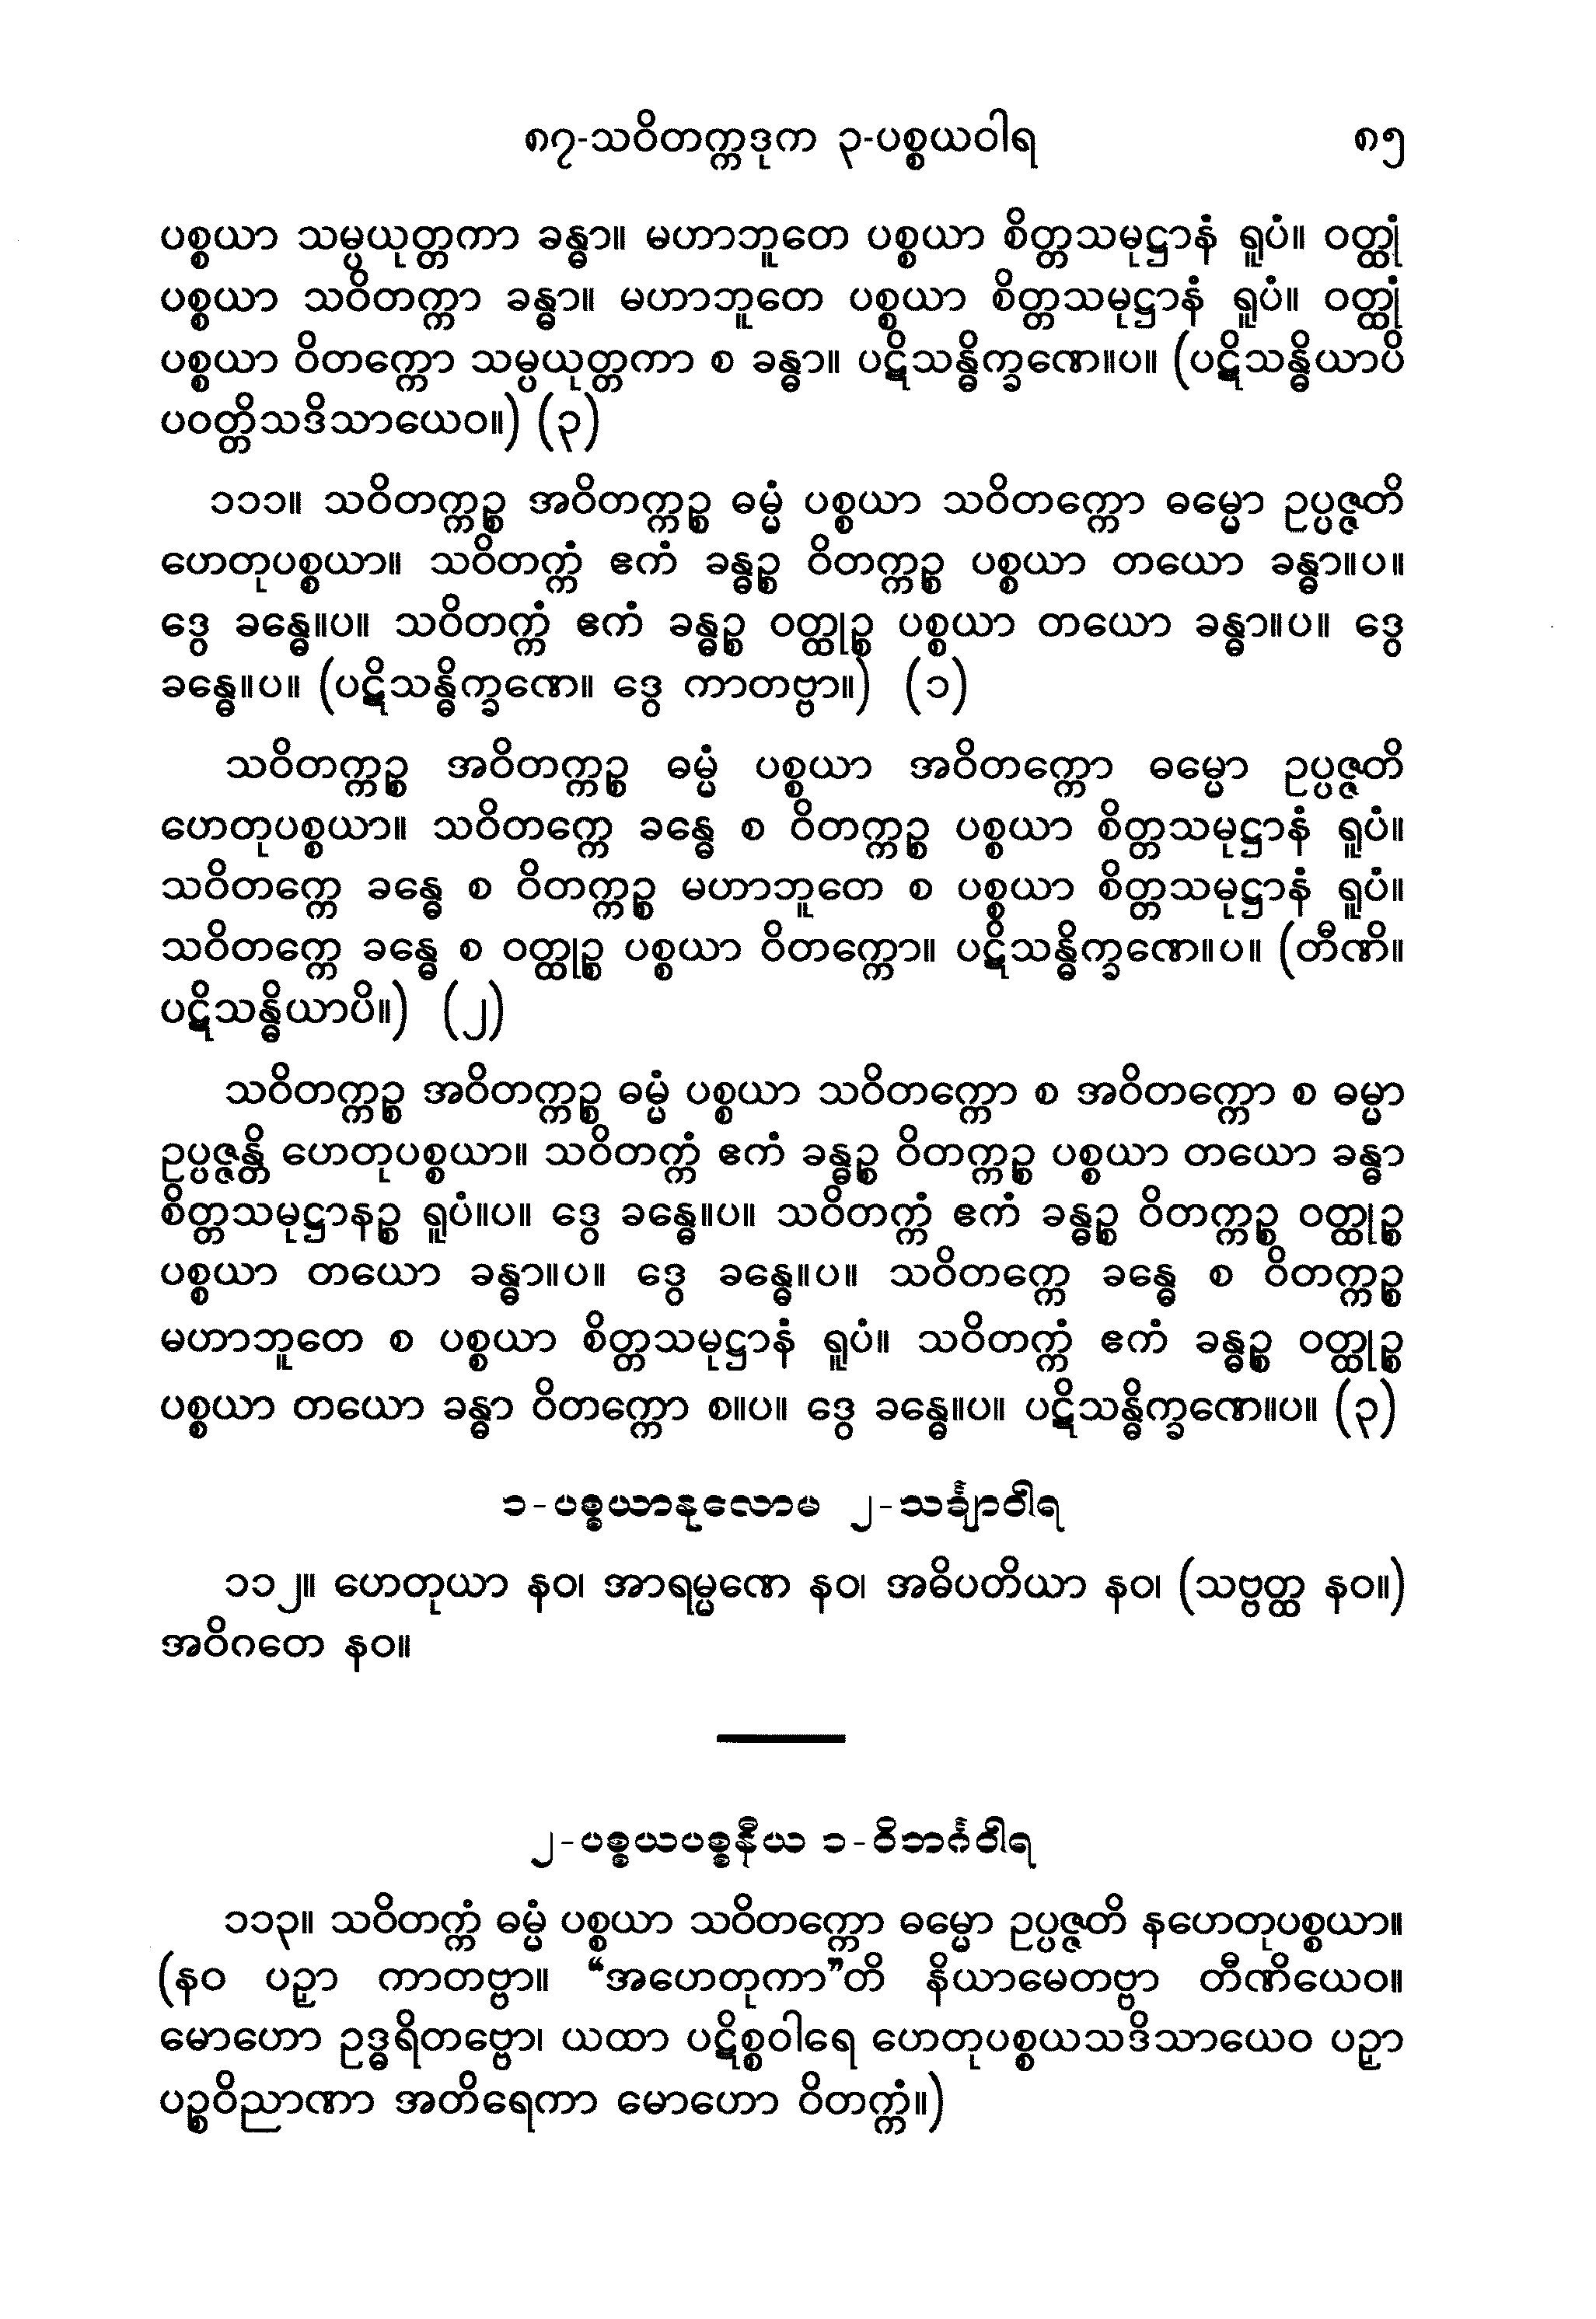 ၈၇-သဝိတက္ကဒုက ၃-ပစ္စယဝါရ ၈၅
ပစ္စယာ သမ္ပယုတ္တကာ ခန္ဓာ။ မဟာဘူတေ ပစ္စယာ စိတ္တသမုဋ္ဌာနံ ရူပံ။ ဝတ္ထုံ
ပစ္စယာ သဝိတက္ကာ ခန္ဓာ။ မဟာဘူတေ ပစ္စယာ စိတ္တသမုဋ္ဌာနံ ရူပံ။ ဝတ္ထုံ
ပစ္စယာ ဝိတက္ကော သမ္ပယုတ္တကာ စ ခန္ဓာ။ ပဋိသန္ဓိက္ခဏေ။ပ။ (ပဋိသန္ဓိယာပိ
ပဝတ္တိသဒိသာယေဝ။) (၃)
၁၁၁။ သဝိတက္ကဉ္စ အဝိတက္ကဉ္စ ဓမ္မံ ပစ္စယာ သဝိတက္ကော ဓမ္မော ဥပ္ပဇ္ဇတိ
ဟေတုပစ္စယာ။ သဝိတက္ကံ ဧကံ ခန္ဓဉ္စ ဝိတက္ကဉ္စ ပစ္စယာ တယော ခန္ဓာ။ပ။
ဒွေ ခန္ဓေ။ပ။ သဝိတက္ကံ ဧကံ ခန္ဓဉ္စ ဝတ္ထုဉ္စ ပစ္စယာ တယော ခန္ဓာ။ပ။ ဒွေ
ခန္ဓေ။ပ။ (ပဋိသန္ဓိက္ခဏေ။ ဒွေ ကာတဗ္ဗာ။) (၁)
သဝိတက္ကဉ္စ အဝိတက္ကဉ္စ ဓမ္မံ ပစ္စယာ အဝိတက္ကော ဓမ္မော ဥပ္ပဇ္ဇတိ
ဟေတုပစ္စယာ။ သဝိတက္ကေ ခန္ဓေ စ ဝိတက္ကဉ္စ ပစ္စယာ စိတ္တသမုဋ္ဌာနံ ရူပံ။
သဝိတက္ကေ ခန္ဓေ စ ဝိတက္ကဉ္စ မဟာဘူတေ စ ပစ္စယာ စိတ္တသမုဋ္ဌာနံ ရူပံ။
သဝိတက္ကေ ခန္ဓေ စ ဝတ္ထုဉ္စ ပစ္စယာ ဝိတက္ကော။ ပဋိသန္ဓိက္ခဏေ။ပ။ (တီဏိ။
ပဋိသန္ဓိယာပိ။) (၂)
သဝိတက္ကဉ္စ အဝိတက္ကဉ္စ ဓမ္မံ ပစ္စယာ သဝိတက္ကော စ အဝိတက္ကော စ ဓမ္မာ
ဥပ္ပဇ္ဇန္တိ ဟေတုပစ္စယာ။ သဝိတက္ကံ ဧကံ ခန္ဓဉ္စ ဝိတက္ကဉ္စ ပစ္စယာ တယော ခန္ဓာ
စိတ္တသမုဋ္ဌာနဉ္စ ရူပံ။ပ။ ဒွေ ခန္ဓေ။ပ။ သဝိတက္ကံ ဧကံ ခန္ဓဉ္စ ဝိတက္ကဉ္စ ဝတ္ထုဉ္စ
ပစ္စယာ တယော ခန္ဓာ။ပ။ ဒွေ ခန္ဓေ။ပ။ သဝိတက္ကေ ခန္ဓေ စ ဝိတက္ကဉ္စ
မဟာဘူတေ စ ပစ္စယာ စိတ္တသမုဋ္ဌာနံ ရူပံ။ သဝိတက္ကံ ဧကံ ခန္ဓဉ္စ ဝတ္ထုဉ္စ
ပစ္စယာ တယော ခန္ဓာ ဝိတက္ကော စ။ပ။ ဒွေ ခန္ဓေ။ပ။ ပဋိသန္ဓိက္ခဏေ။ပ။ (၃)
၁-ပစ္စယာနုလောမ ၂-သင်္ချာဝါရ
၁၁၂။ ဟေတုယာ နဝ၊ အာရမ္မဏေ နဝ၊ အဓိပတိယာ နဝ၊ (သဗ္ဗတ္ထ နဝ။)
အဝိဂတေ နဝ။
၂-ပစ္စယပစ္စနီယ ၁-ဝိဘင်္ဂဝါရ
၁၁၃။ သဝိတက္ကံ ဓမ္မံ ပစ္စယာ သဝိတက္ကော ဓမ္မော ဥပ္ပဇ္ဇတိ နဟေတုပစ္စယာ။
(နဝ ပဉှာ ကာတဗ္ဗာ။ “အဟေတုကာ”တိ နိယာမေတဗ္ဗာ တီဏိယေဝ။
မောဟော ဥဒ္ဓရိတဗ္ဗော၊ ယထာ ပဋိစ္စဝါရေ ဟေတုပစ္စယသဒိသာယေဝ ပဉှာ
ပဉ္စဝိညာဏာ အတိရေကာ မောဟော ဝိတက္ကံ။)